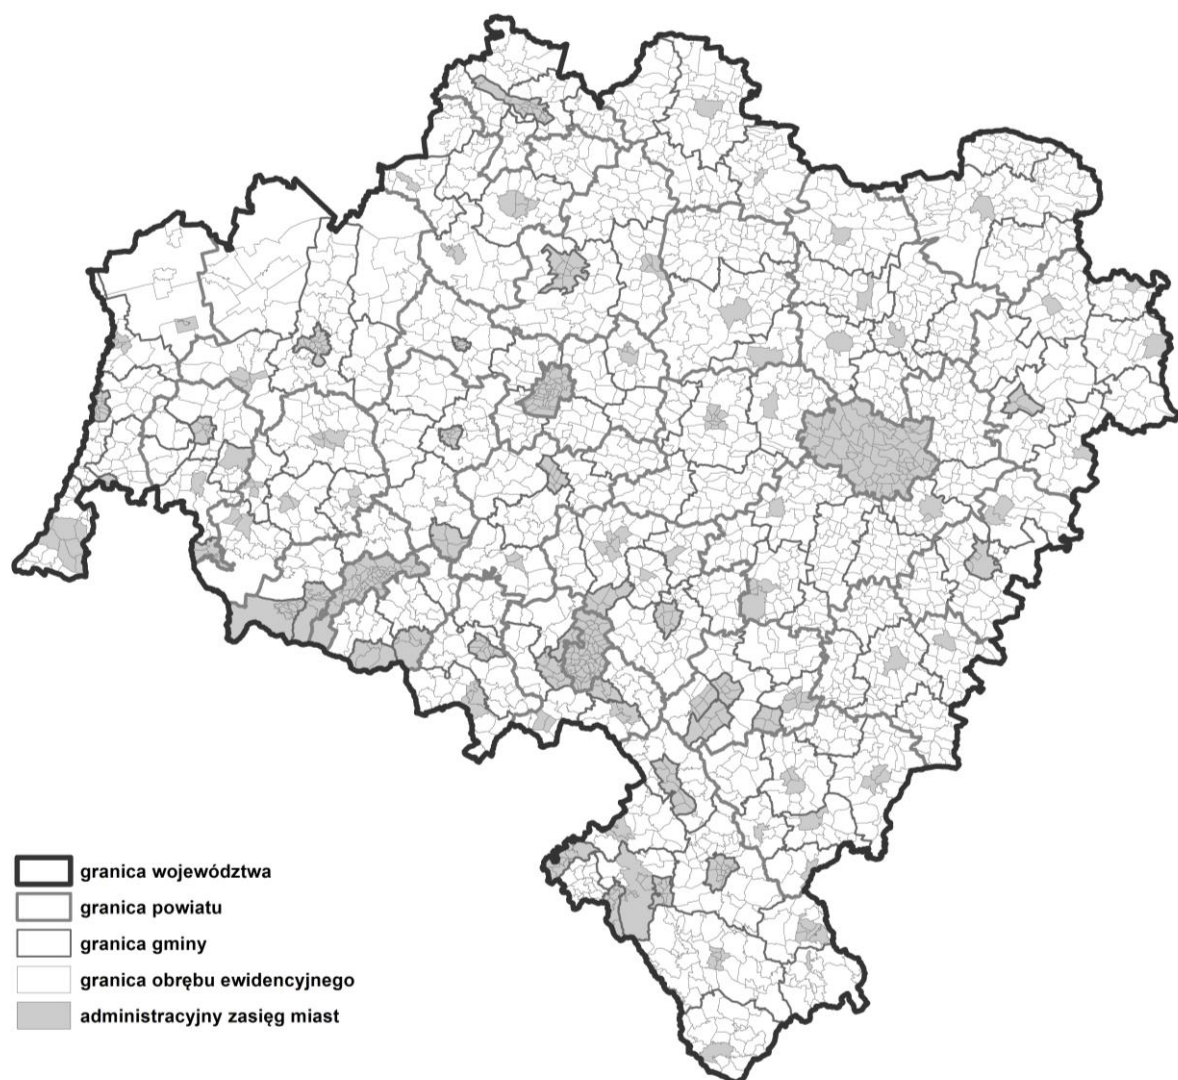 granica województwa
granica powiatu
granica gminy
granica obrębu ewidencyjnego
administracyjny zasięg miast